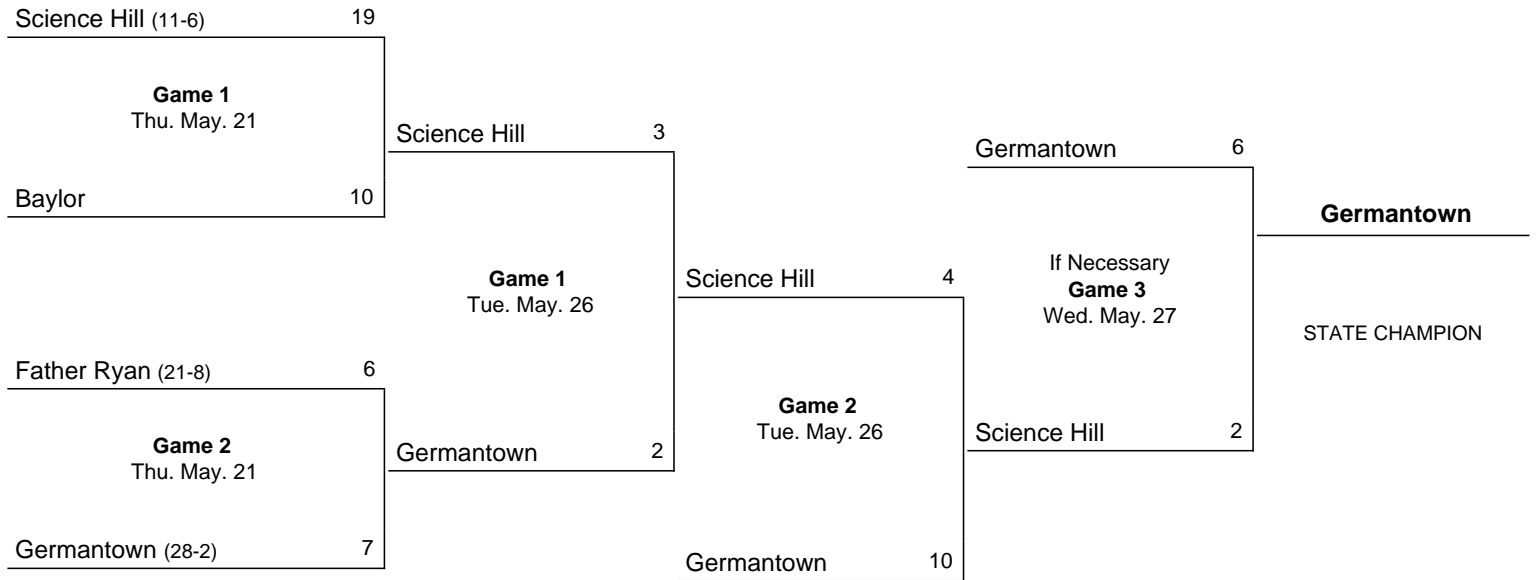 Science Hill (11-6) 19
Game 1
Thu. May. 21
Baylor 10
Father Ryan (21-8) 6
Game 2
Thu. May. 21
Germantown (28-2) 7
Science Hill 3
Game 1
Tue. May. 26
Germantown 2
Science Hill 4
Game 2
Tue. May. 26
Germantown 10
Germantown 6
If Necessary
Game 3
Wed. May. 27
Science Hill 2
Germantown
STATE CHAMPION